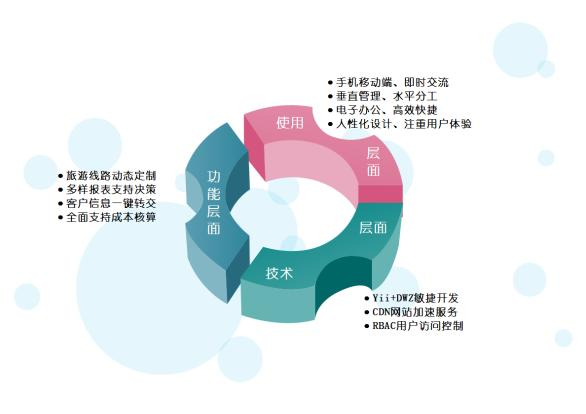 手机移动端、即时交流
垂直管理、水平分工
电子办公、高效快捷
人性化设计、注重用户体验
使用
层面
旅游线路动态定制
多样报表支持决策
客户信息一键转交
全面支持成本核算
功能层面
层面
技术
Yii+DWZ敏捷开发
CDN网站加速服务
RBAC用户访问控制